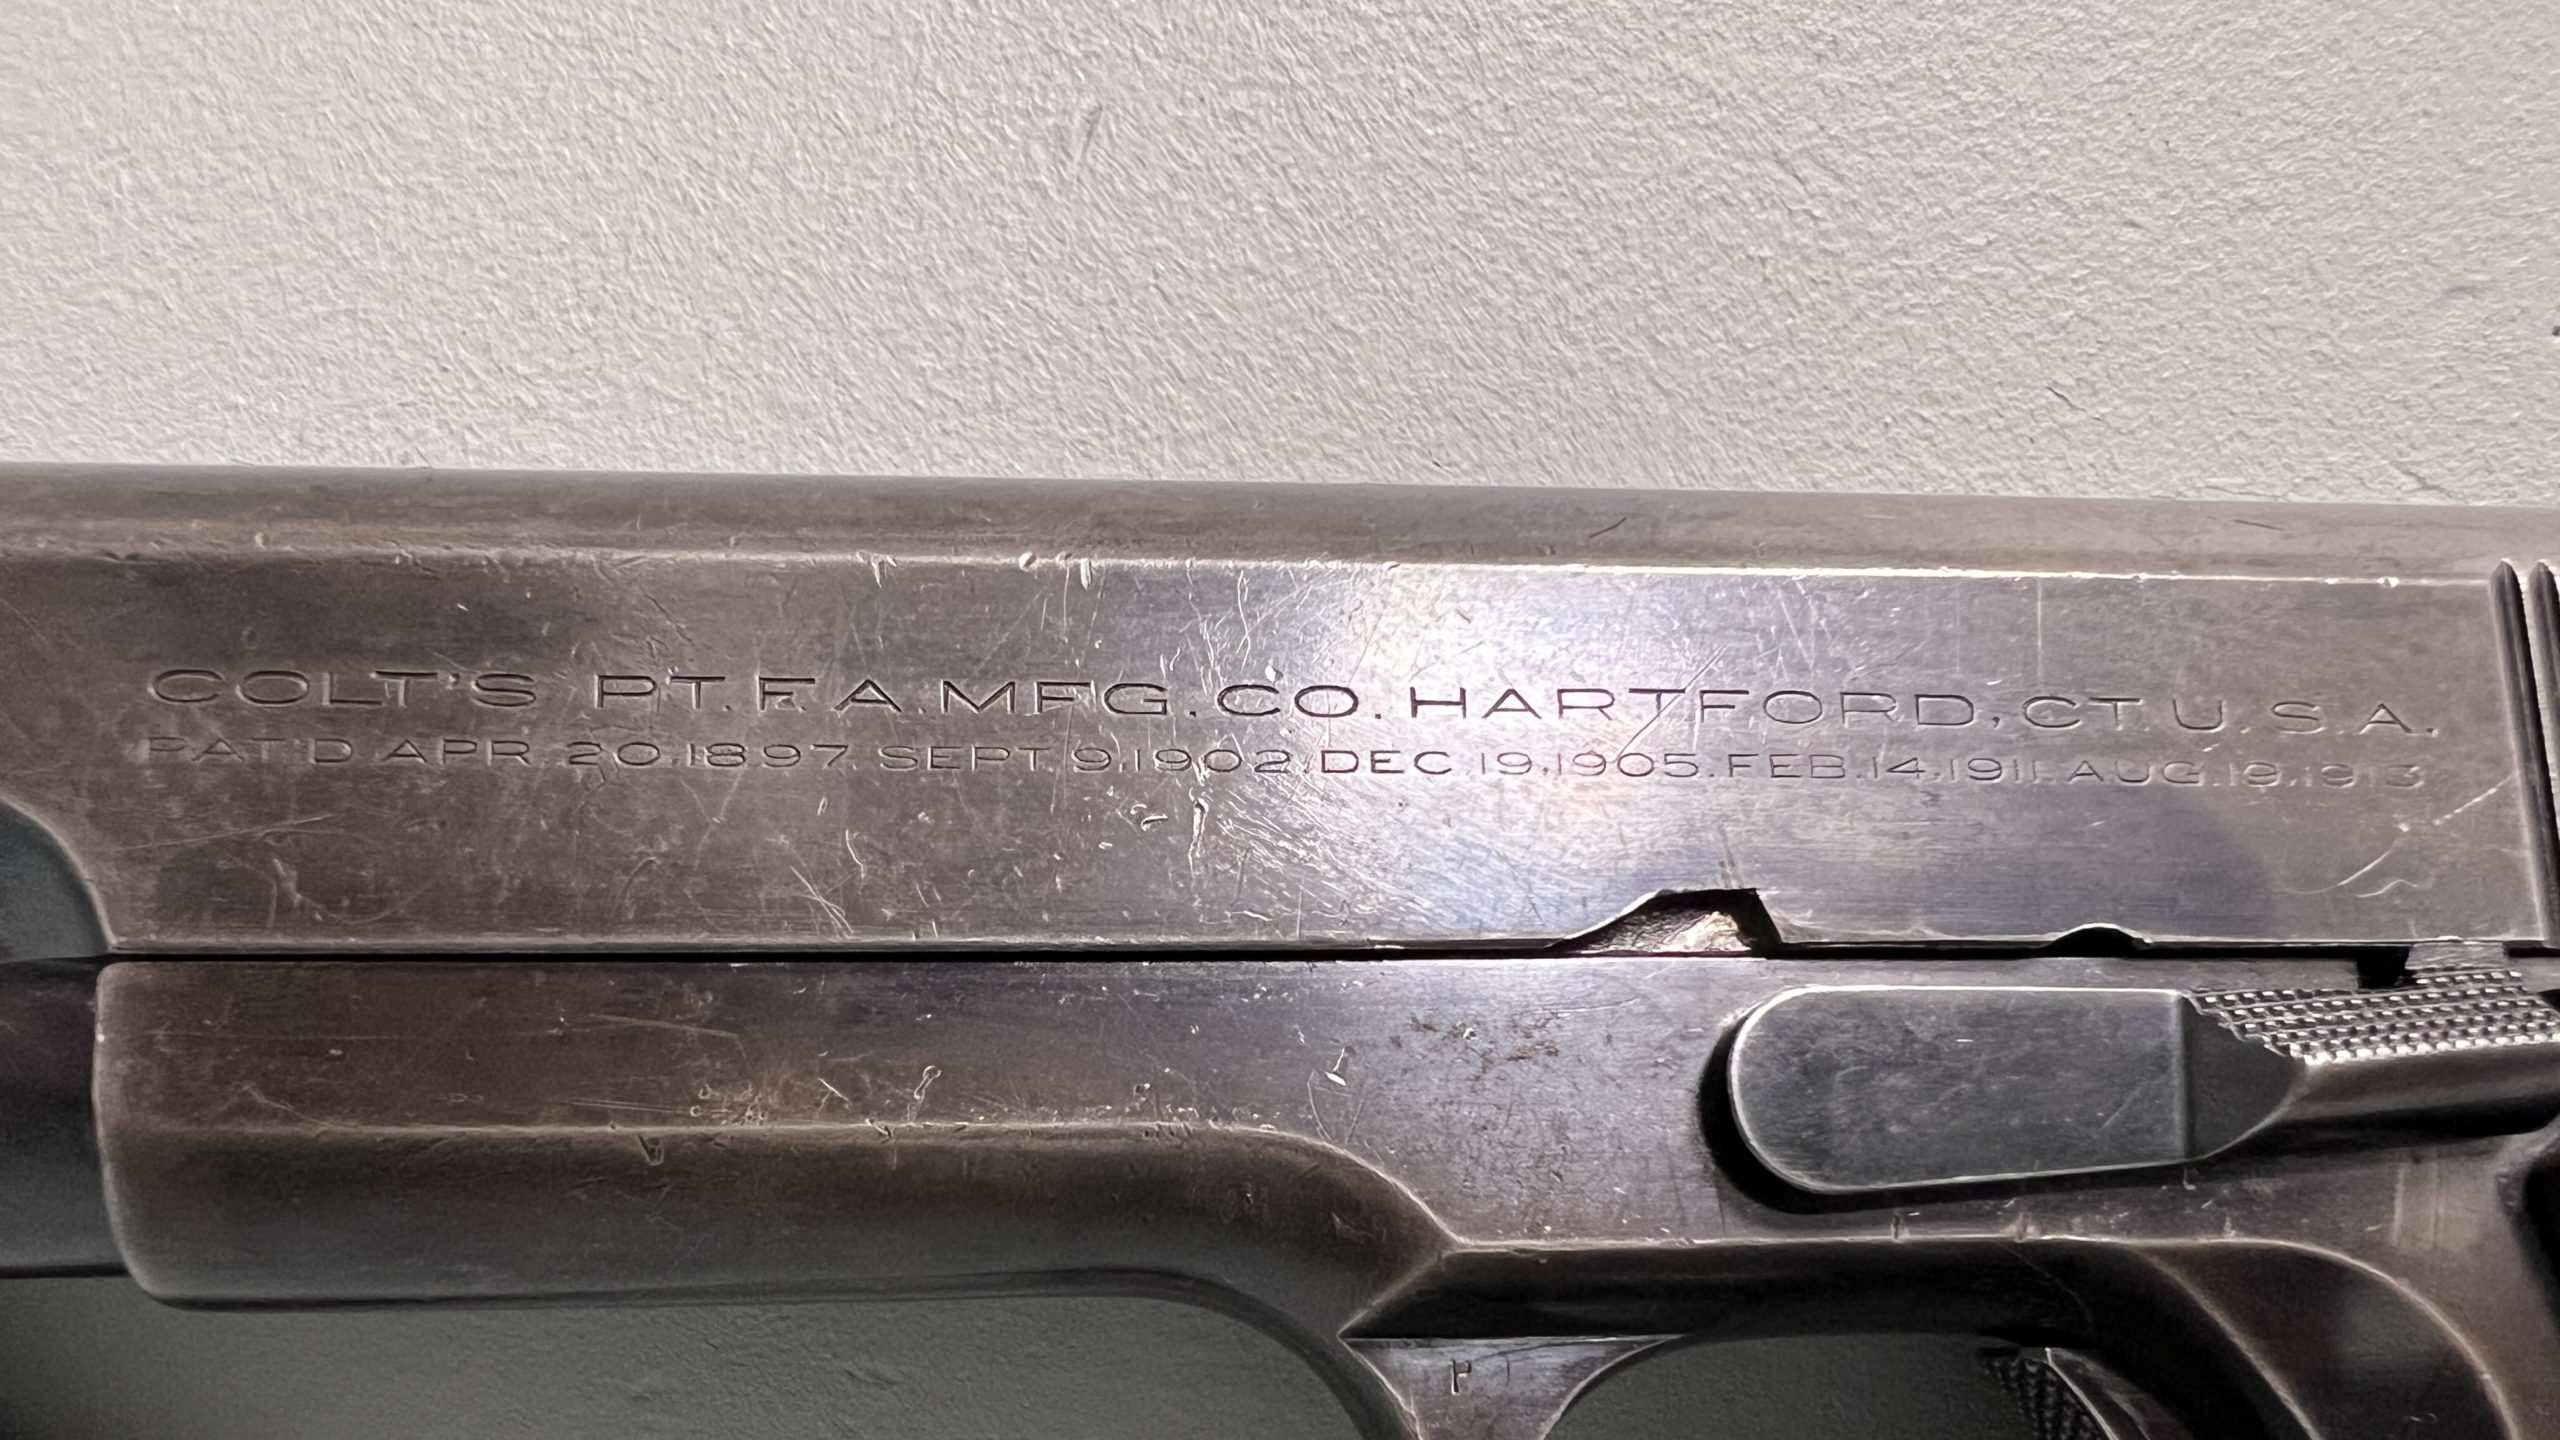 COLT'S PT. F. A. MFG. CO. HARTFORD, CT. U. S. A.
PAT'D APR. 20, 1897. SEPT. 9, 1902. DEC. 19, 1905. FEB. 14, 1911. AUG. 19, 1913
P